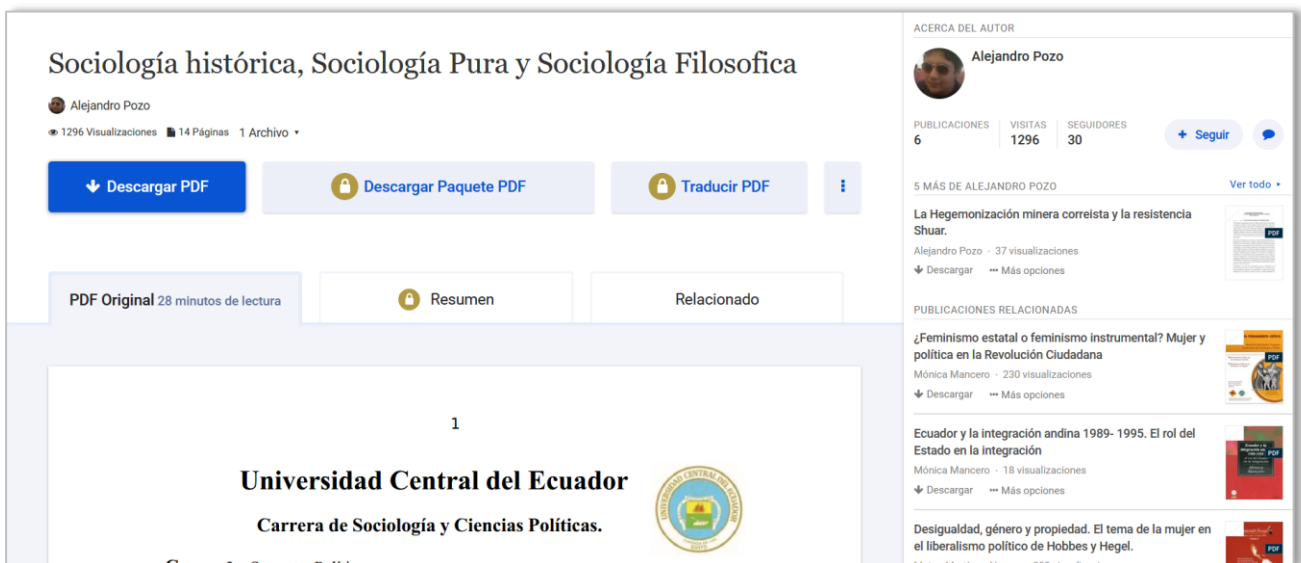 Sociología histórica, Sociología Pura y Sociología Filosofica
Alejandro Pozo
1296 Visualizaciones 14 Páginas 1 Archivo
Descargar PDF
Descargar Paquete PDF
Traducir PDF
PDF Original 28 minutos de lectura
Resumen
Relacionado
1
Universidad Central del Ecuador
Carrera de Sociología y Ciencias Políticas.
ACERCA DEL AUTOR
Alejandro Pozo
PUBLICACIONES VISITAS SEGUIDORES
6 1296 30
+ Seguir
5 MÁS DE ALEJANDRO POZO
Ver todo
La Hegemonización minera correista y la resistencia
Shuar.
Alejandro Pozo · 37 visualizaciones
Descargar ••• Más opciones
PDF
PUBLICACIONES RELACIONADAS
¿Feminismo estatal o feminismo instrumental? Mujer y
política en la Revolución Ciudadana
Mónica Mancero · 230 visualizaciones
Descargar ••• Más opciones
PDF
Ecuador y la integración andina 1989- 1995. El rol del
Estado en la integración
Mónica Mancero · 18 visualizaciones
Descargar ••• Más opciones
PDF
Desigualdad, género y propiedad. El tema de la mujer en
el liberalismo político de Hobbes y Hegel.
PDF